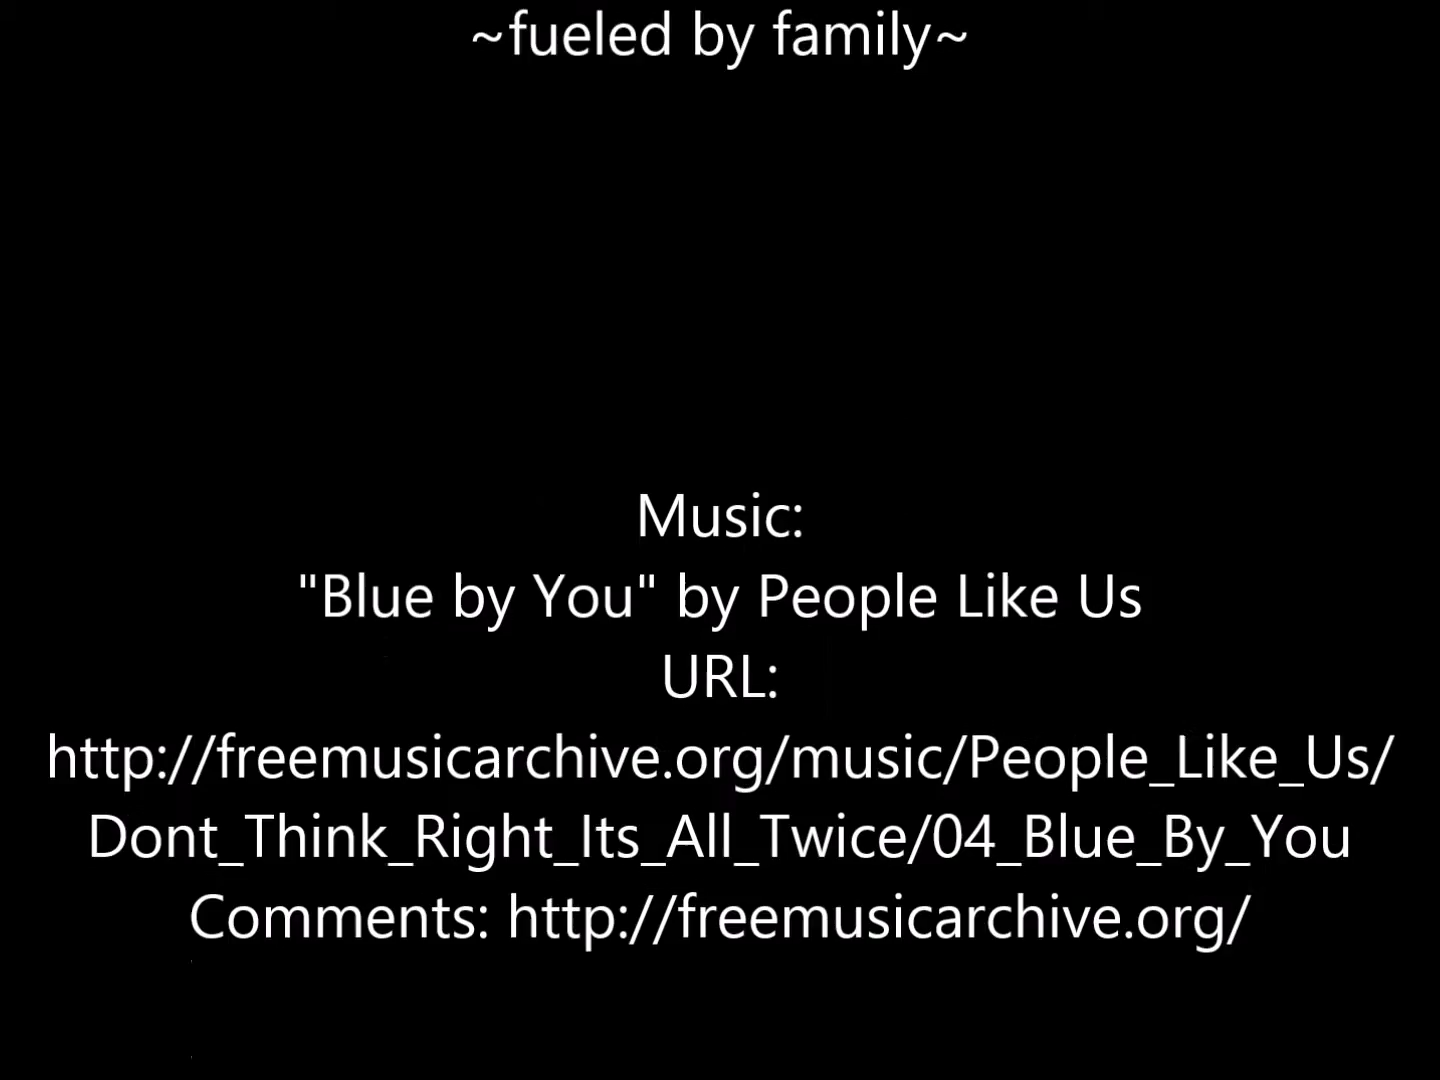 ~fueled by family~
Music:
"Blue by You" by People Like Us
URL:
http://freemusicarchive.org/music/People_Like_Us/
Dont_Think_Right_Its_All_Twice/04_Blue_By_You
Comments: http://freemusicarchive.org/